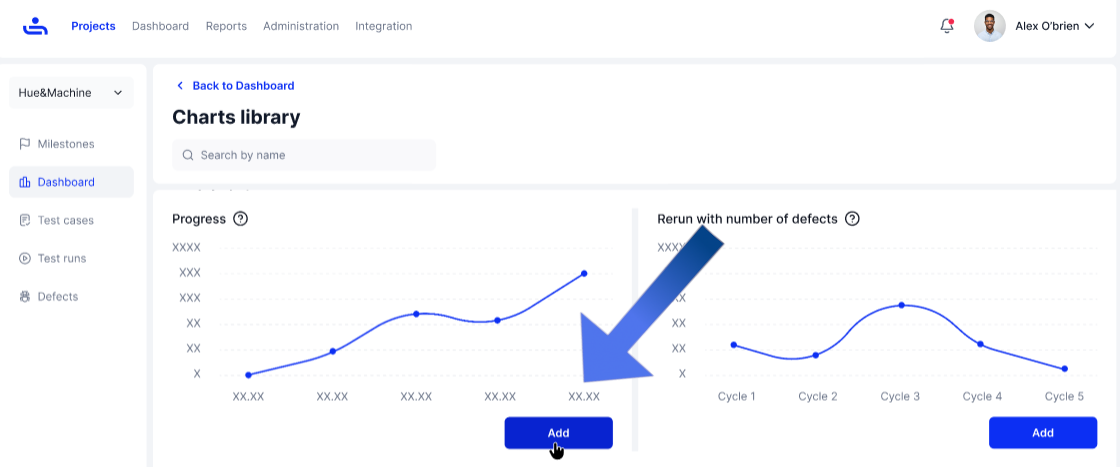 Projects Dashboard Reports Administration Integration
Alex O'brien
Hue&Machine
Milestones
Dashboard
Test cases
Test runs
Defects
Back to Dashboard
Charts library
Search by name
Progress ?
XXXX
XXX
XXX
XX
XX
X
XX.XX XX.XX XX.XX XX.XX XX.XX
Add
Rerun with number of defects ?
XX
XX
X
Cycle 1 Cycle 2 Cycle 3 Cycle 4 Cycle 5
Add